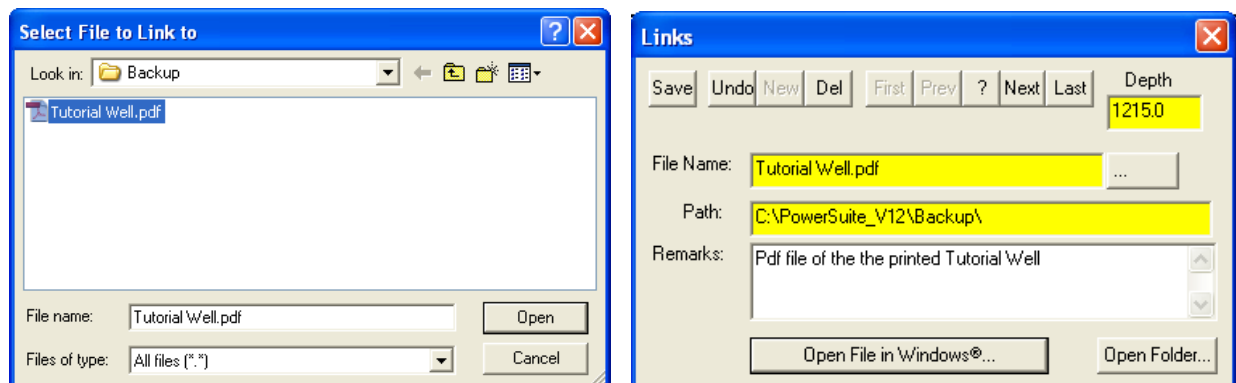 Select File to Link to
Look in: Backup
Tutorial Well.pdf
File name: Tutorial Well.pdf Open
Files of type: All files (*.*) Cancel
Links
Save Undo New Del First Prev ? Next Last Depth
1215.0
File Name: Tutorial Well.pdf ...
Path: C:\PowerSuite_V12\Backup\
Remarks: Pdf file of the the printed Tutorial Well
Open File in Windows®... Open Folder...